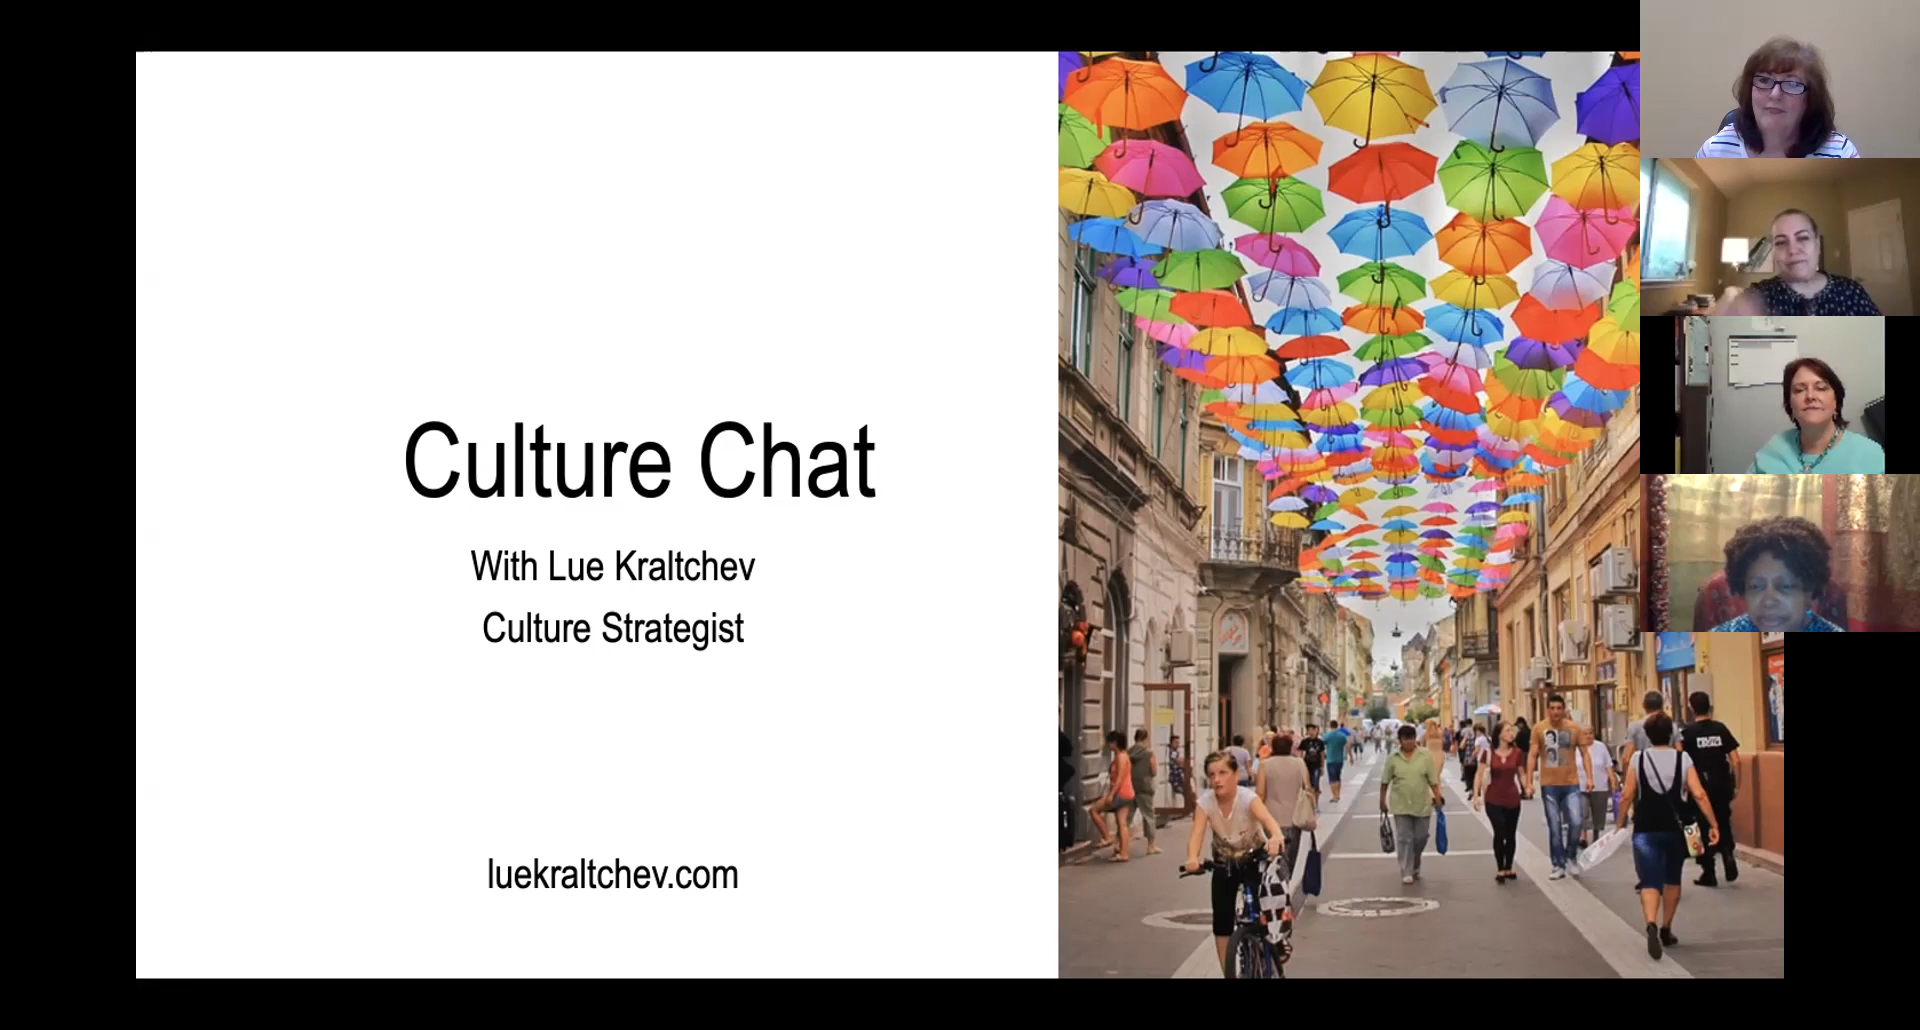 Culture Chat
With Lue Kraltchev
Culture Strategist
luekraltchev.com